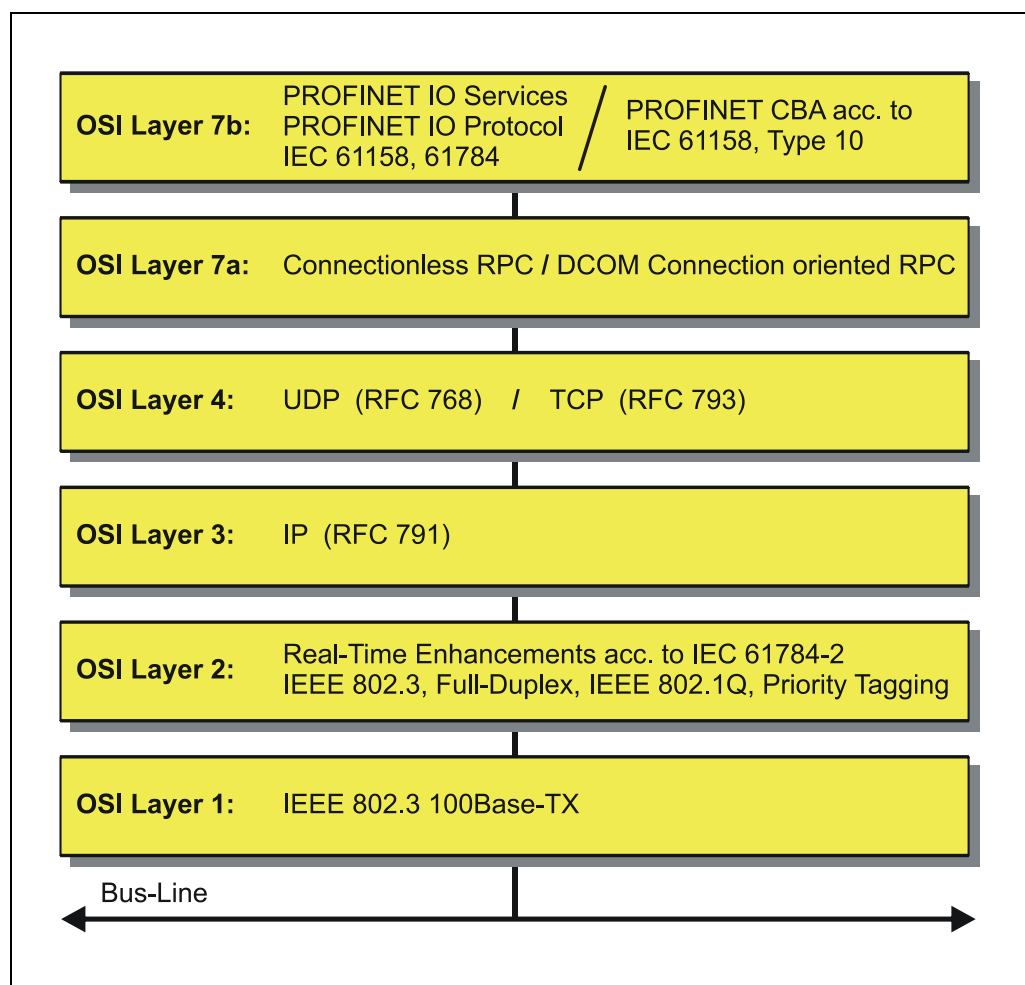 OSI Layer 7b:
PROFINET IO Services
PROFINET IO Protocol
IEC 61158, 61784
/
PROFINET CBA acc. to
IEC 61158, Type 10
OSI Layer 7a: Connectionless RPC / DCOM Connection oriented RPC
OSI Layer 4: UDP (RFC 768) / TCP (RFC 793)
OSI Layer 3: IP (RFC 791)
OSI Layer 2:
Real-Time Enhancements acc. to IEC 61784-2
IEEE 802.3, Full-Duplex, IEEE 802.1Q, Priority Tagging
OSI Layer 1: IEEE 802.3 100Base-TX
Bus-Line